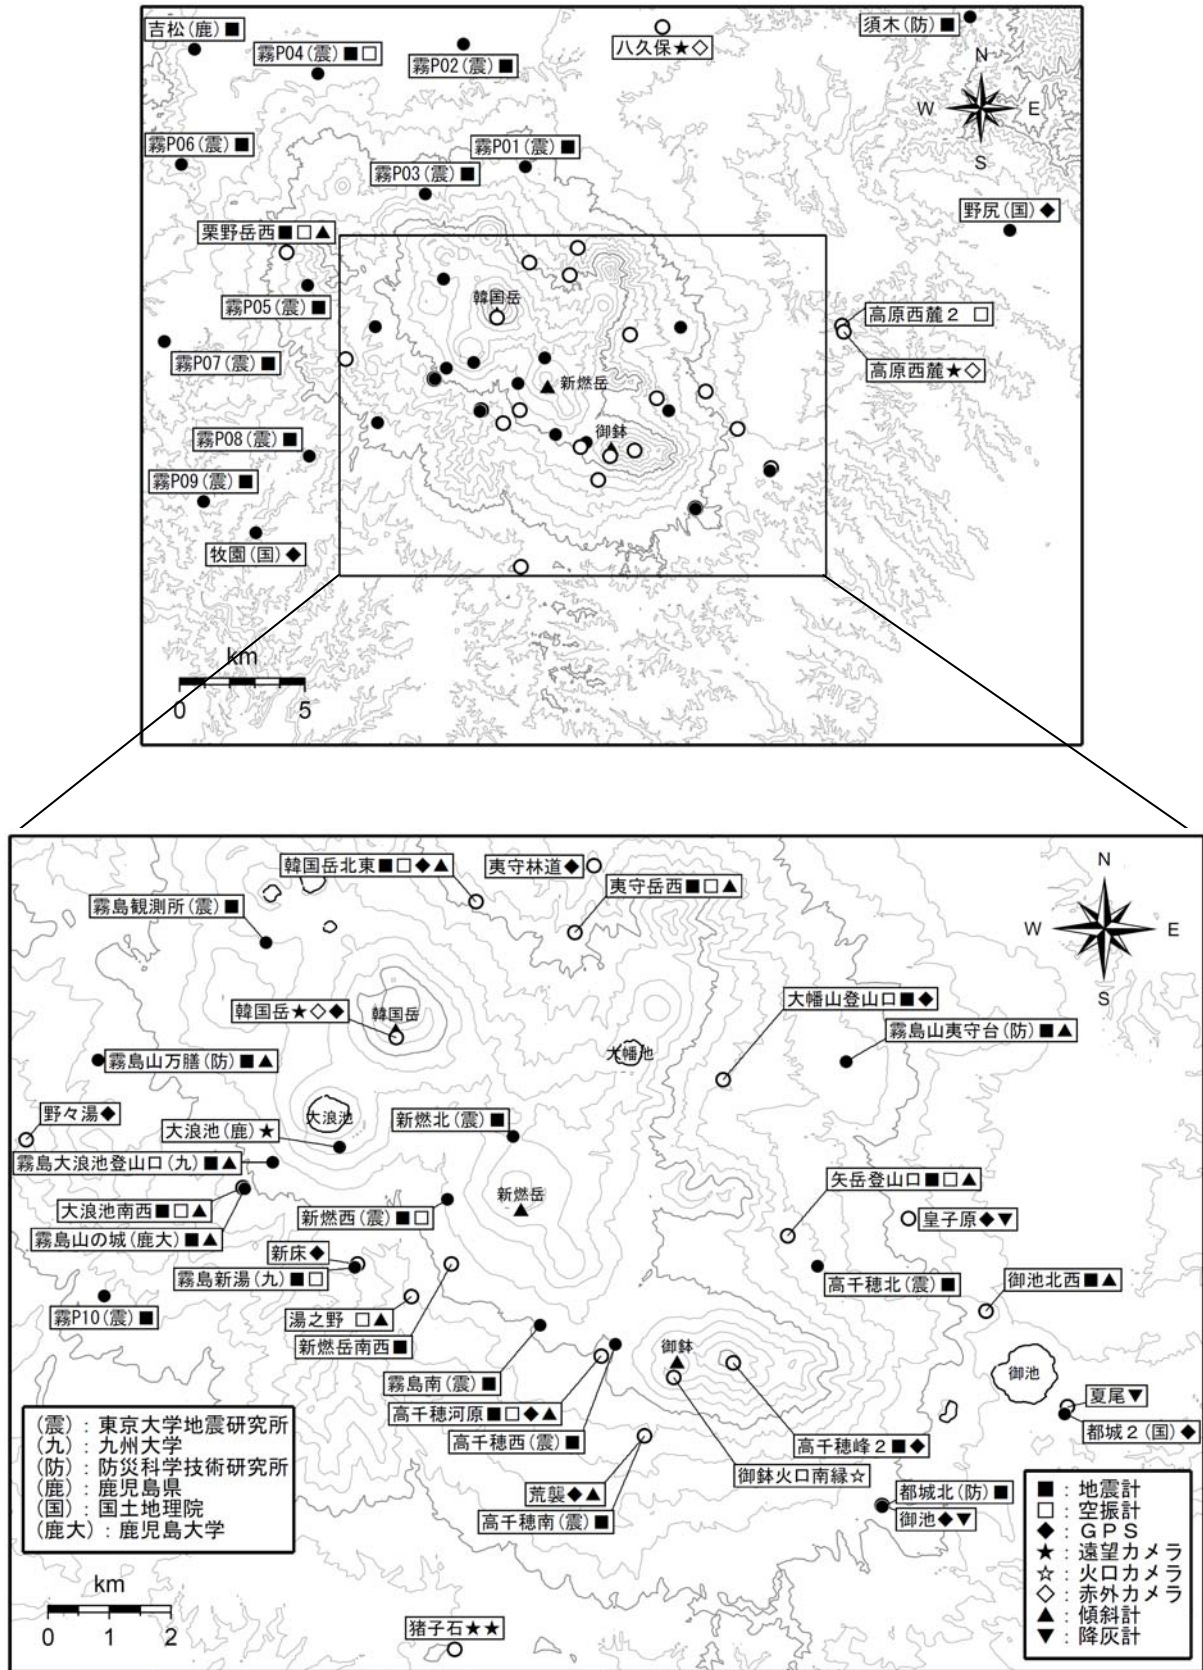 吉松(鹿)■
霧P04(震)■□
霧P02(震)■
八久保★◇
須木(防)■
N
W E
S
霧P06(震)■
霧P01(震)■
霧P03(震)■
野尻(国)◆
栗野岳西■□▲
霧P05(震)■
韓国岳
高原西麓2 □
霧P07(震)■
高原西麓★◇
新燃岳
御鉢
霧P08(震)■
霧P09(震)■
牧園(国)◆
km
0 5
韓国岳北東■□◆▲
夷守林道◆
夷守岳西■□▲
霧島観測所(震)■
N
W E
S
韓国岳★◇◆
韓国岳
大幡山登山口■◆
霧島山夷守台(防)■▲
大幡池
霧島山万膳(防)■▲
野々湯◆
大浪池
大浪池(鹿)★
新燃北(震)■
霧島大浪池登山口(九)■▲
大浪池南西■□▲
新燃岳
矢岳登山口■□▲
新燃西(震)■□
皇子原◆▼
霧島山の城(鹿大)■▲
新床◆
霧島新湯(九)■□
高千穂北(震)■
御池北西■▲
霧P10(震)■
湯之野 □▲
新燃岳南西■
御鉢
御池
霧島南(震)■
夏尾▼
高千穂河原■□◆▲
都城2(国)◆
高千穂西(震)■
高千穂峰2■◆
御鉢火口南縁☆
荒襲◆▲
都城北(防)■
高千穂南(震)■
御池◆▼
(震):東京大学地震研究所
(九):九州大学
(防):防災科学技術研究所
(鹿):鹿児島県
(国):国土地理院
(鹿大):鹿児島大学
■:地震計
□:空振計
◆:GPS
★:遠望カメラ
☆:火口カメラ
◇:赤外カメラ
▲:傾斜計
▼:降灰計
km
0 1 2
猪子石★★